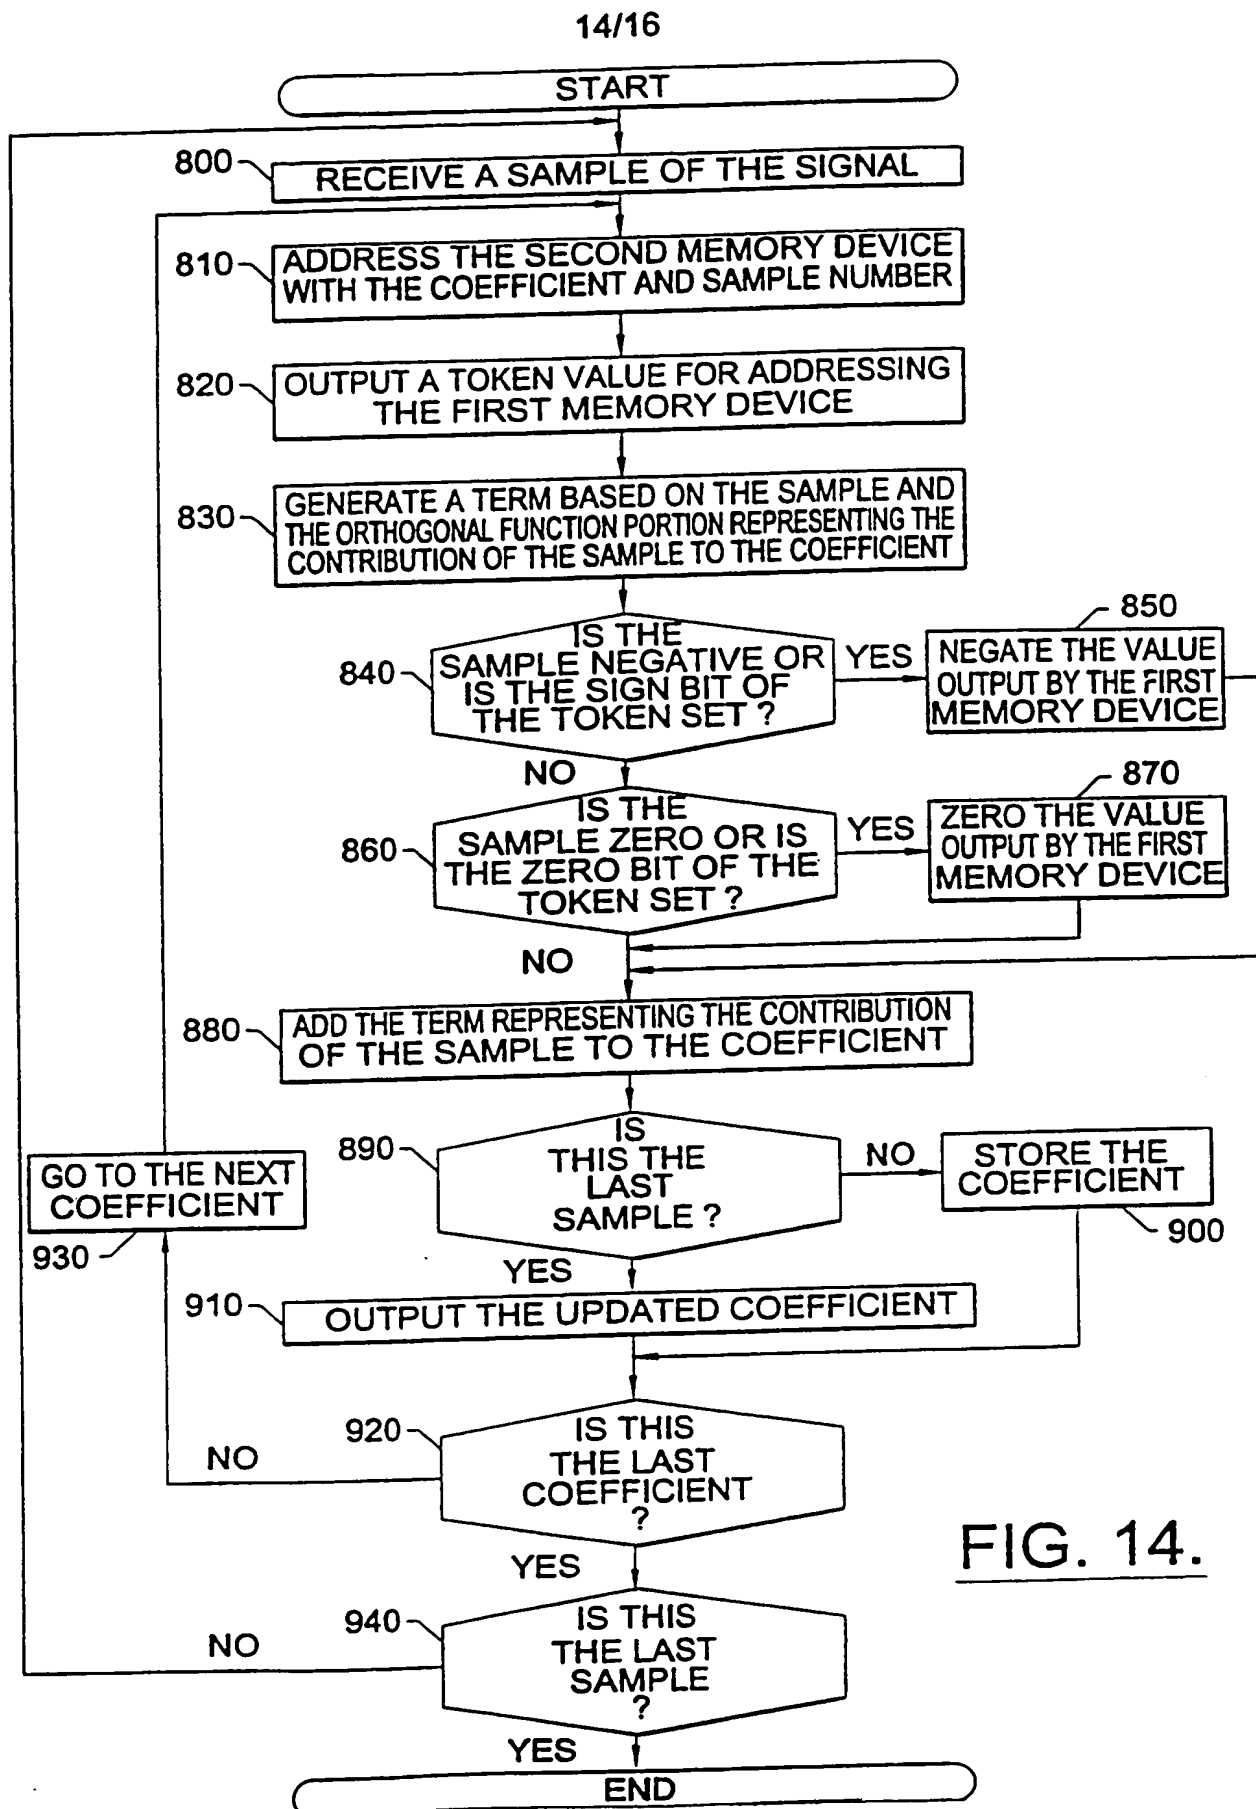 14/16
START
800
RECEIVE A SAMPLE OF THE SIGNAL
810
ADDRESS THE SECOND MEMORY DEVICE
WITH THE COEFFICIENT AND SAMPLE NUMBER
820
OUTPUT A TOKEN VALUE FOR ADDRESSING
THE FIRST MEMORY DEVICE
830
GENERATE A TERM BASED ON THE SAMPLE AND
THE ORTHOGONAL FUNCTION PORTION REPRESENTING THE
CONTRIBUTION OF THE SAMPLE TO THE COEFFICIENT
840
IS THE
SAMPLE NEGATIVE OR
IS THE SIGN BIT OF
THE TOKEN SET ?
YES
850
NEGATE THE VALUE
OUTPUT BY THE FIRST
MEMORY DEVICE
NO
860
IS THE
SAMPLE ZERO OR IS
THE ZERO BIT OF THE
TOKEN SET ?
YES
870
ZERO THE VALUE
OUTPUT BY THE FIRST
MEMORY DEVICE
NO
880
ADD THE TERM REPRESENTING THE CONTRIBUTION
OF THE SAMPLE TO THE COEFFICIENT
890
IS
THIS THE
LAST
SAMPLE ?
NO
STORE THE
COEFFICIENT
900
GO TO THE NEXT
COEFFICIENT
930
YES
910
OUTPUT THE UPDATED COEFFICIENT
920
IS THIS
THE LAST
COEFFICIENT
?
NO
YES
FIG. 14.
940
IS THIS
THE LAST
SAMPLE
?
NO
YES
END